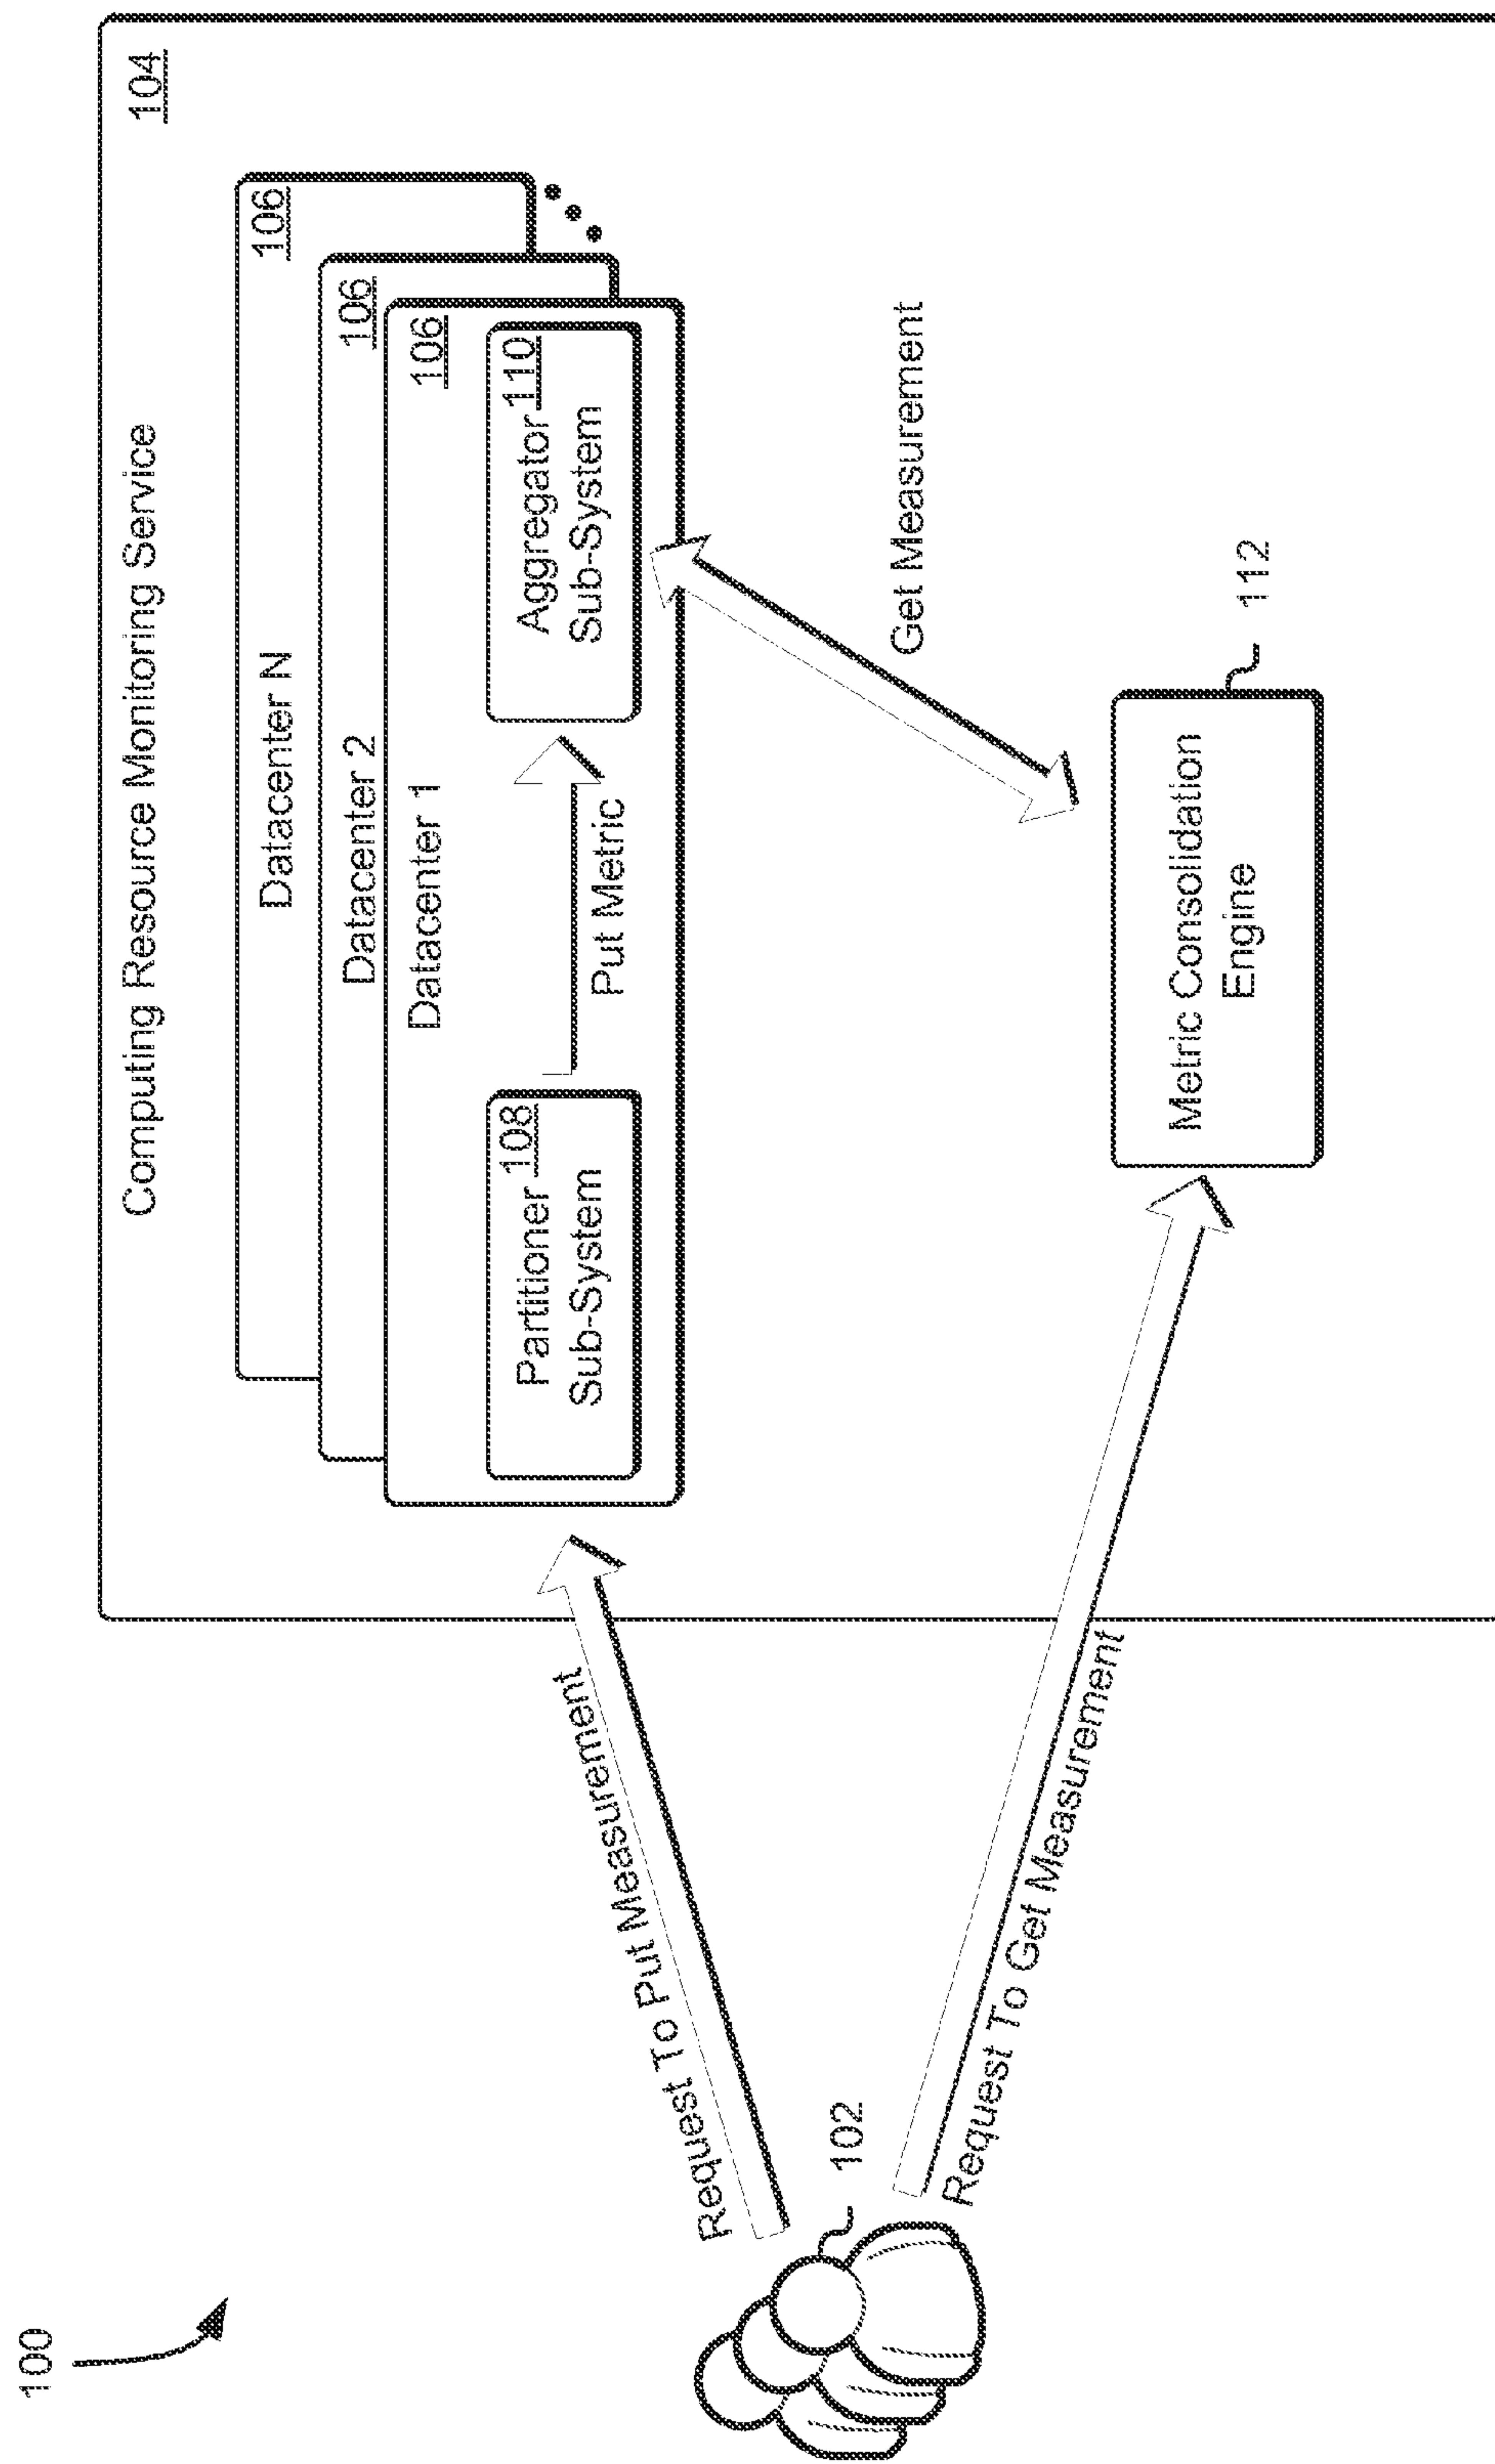 100
Computing Resource Monitoring Service
104
Datacenter N
106
Datacenter 2
106
Datacenter 1
106
Partitioner 108
Sub-System
Put Metric
Aggregator 110
Sub-System
Request To Put Measurement
Get Measurement
102
Request To Get Measurement
Metric Consolidation
Engine
112